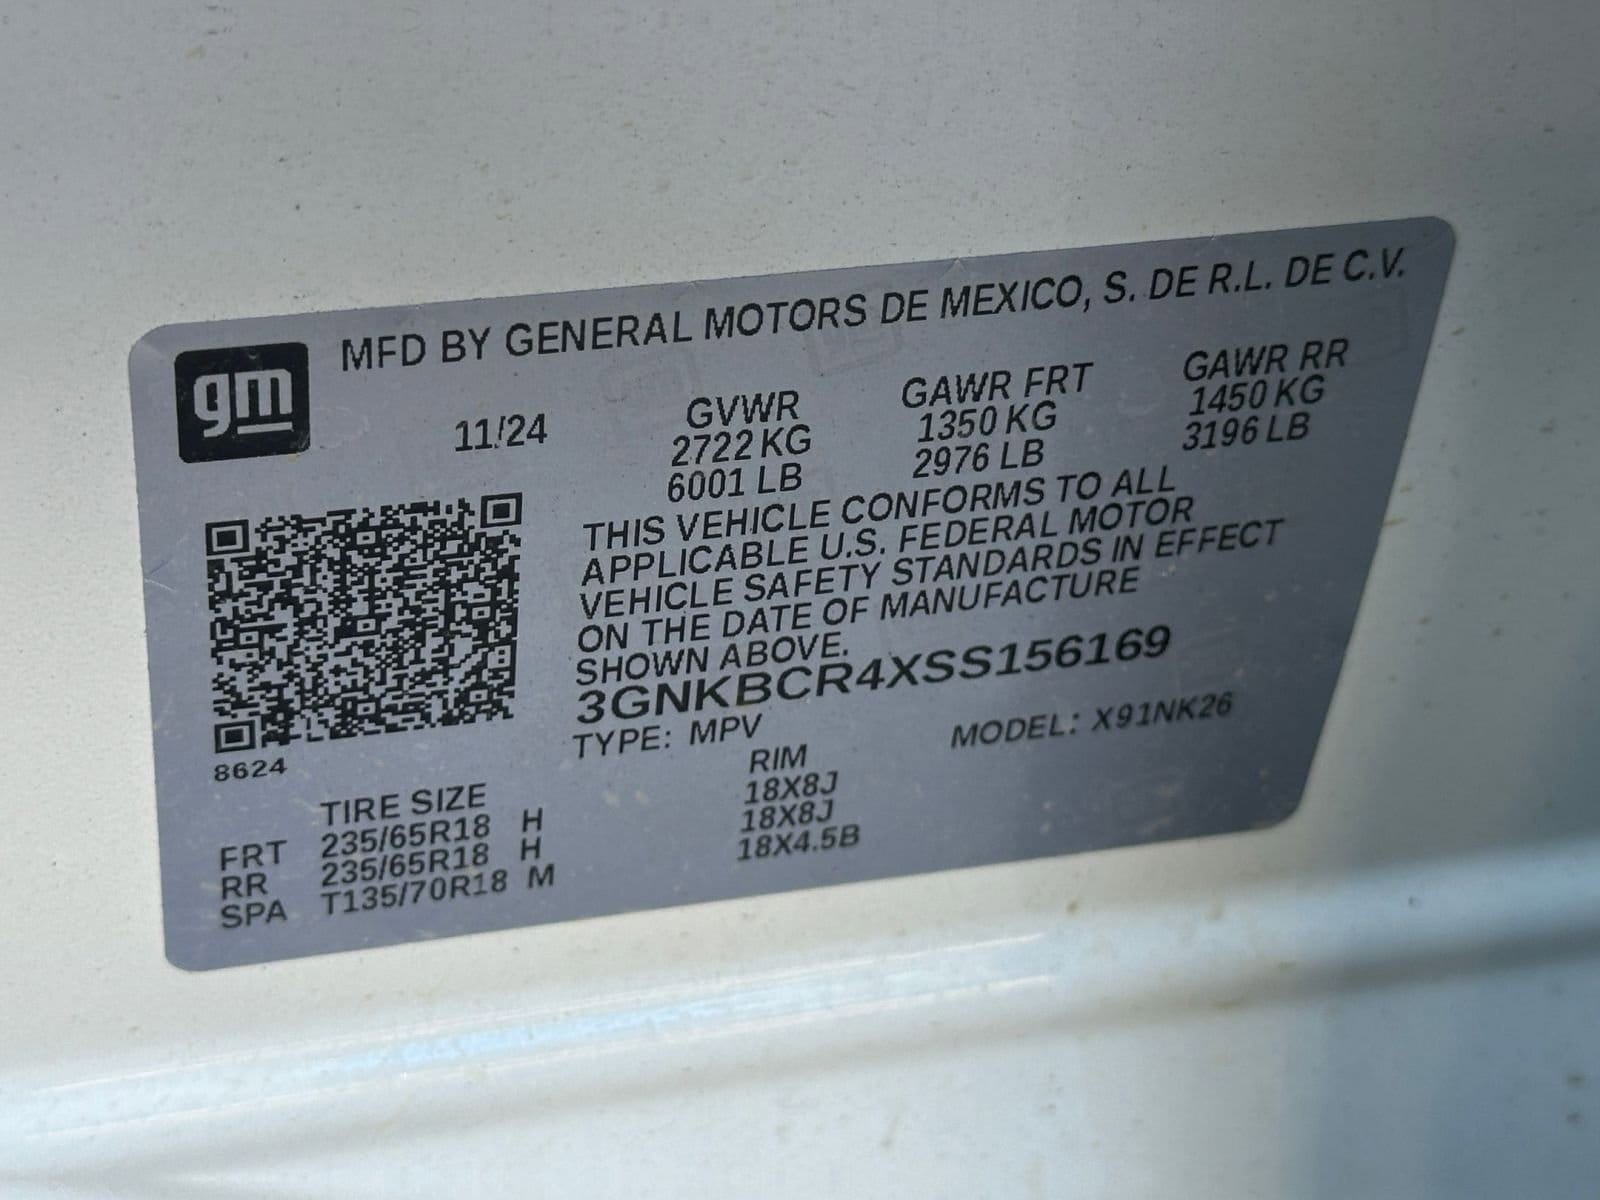 gm
MFD BY GENERAL MOTORS DE MEXICO, S. DE R.L. DE C.V.
11/24
GVWR GAWR FRT GAWR RR
2722 KG 1350 KG 1450 KG
6001 LB 2976 LB 3196 LB
THIS VEHICLE CONFORMS TO ALL
APPLICABLE U.S. FEDERAL MOTOR
VEHICLE SAFETY STANDARDS IN EFFECT
ON THE DATE OF MANUFACTURE
SHOWN ABOVE.
3GNKBCR4XSS156169
TYPE: MPV MODEL: X91NK26
8624
TIRE SIZE RIM
FRT 235/65R18 H 18X8J
RR 235/65R18 H 18X8J
SPA T135/70R18 M 18X4.5B